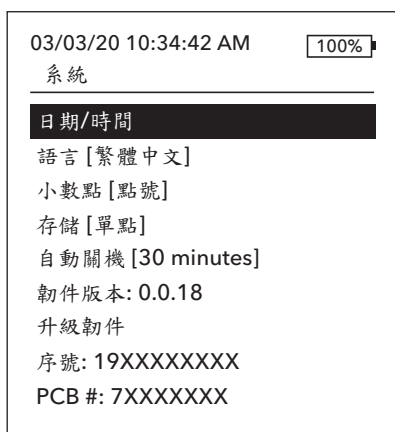 03/03/20 10:34:42 AM 100%
系統
日期/時間
語言 [繁體中文]
小數點 [點號]
存儲 [單點]
自動關機 [30 minutes]
韌件版本: 0.0.18
升級韌件
序號: 19XXXXXXXX
PCB #: 7XXXXXXX